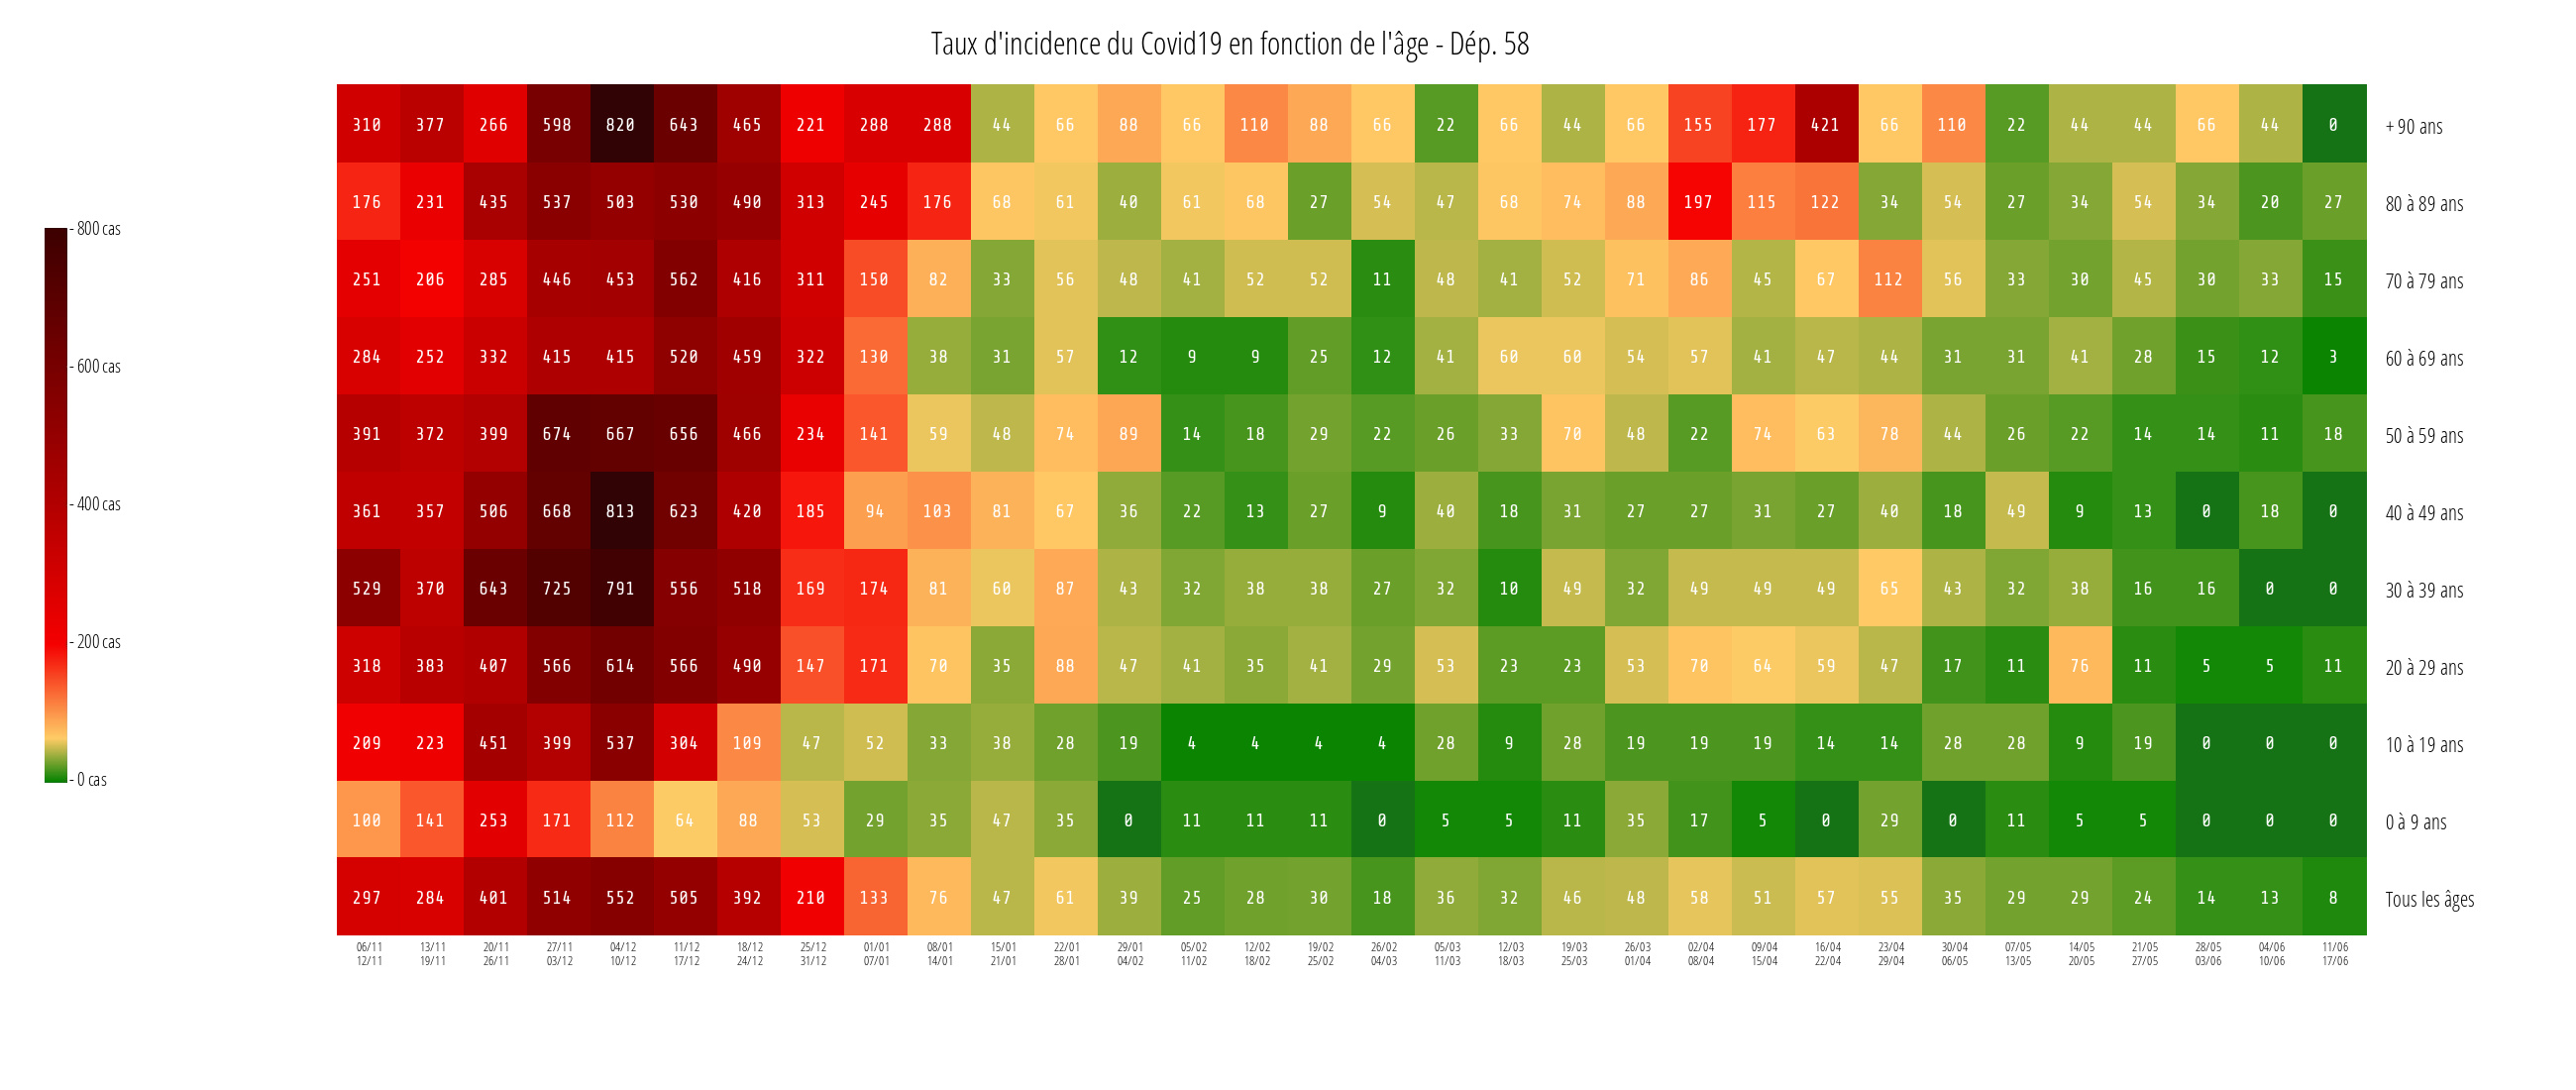 Taux d'incidence du Covid19 en fonction de l'âge - Dép. 58
- 800 cas
- 600 cas
- 400 cas
- 200 cas
- 0 cas
310 377 266 598 820 643 465 221 288 288 44 66 88 66 110 88 66 22 66 44 66 155 177 421 66 110 22 44 44 66 44 0 + 90 ans
176 231 435 537 503 530 490 313 245 176 68 61 40 61 68 27 54 47 68 74 88 197 115 122 34 54 27 34 54 34 20 27 80 à 89 ans
251 206 285 446 453 562 416 311 150 82 33 56 48 41 52 52 11 48 41 52 71 86 45 67 112 56 33 30 45 30 33 15 70 à 79 ans
284 252 332 415 415 520 459 322 130 38 31 57 12 9 9 25 12 41 60 60 54 57 41 47 44 31 31 41 28 15 12 3 60 à 69 ans
391 372 399 674 667 656 466 234 141 59 48 74 89 14 18 29 22 26 33 70 48 22 74 63 78 44 26 22 14 14 11 18 50 à 59 ans
361 357 506 668 813 623 420 185 94 103 81 67 36 22 13 27 9 40 18 31 27 27 31 27 40 18 49 9 13 0 18 0 40 à 49 ans
529 370 643 725 791 556 518 169 174 81 60 87 43 32 38 38 27 32 10 49 32 49 49 49 65 43 32 38 16 16 0 0 30 à 39 ans
318 383 407 566 614 566 490 147 171 70 35 88 47 41 35 41 29 53 23 23 53 70 64 59 47 17 11 76 11 5 5 11 20 à 29 ans
209 223 451 399 537 304 109 47 52 33 38 28 19 4 4 4 4 28 9 28 19 19 19 14 14 28 28 9 19 0 0 0 10 à 19 ans
100 141 253 171 112 64 88 53 29 35 47 35 0 11 11 11 0 5 5 11 35 17 5 0 29 0 11 5 5 0 0 0 0 à 9 ans
297 284 401 514 552 505 392 210 133 76 47 61 39 25 28 30 18 36 32 46 48 58 51 57 55 35 29 29 24 14 13 8 Tous les âges
06/11 13/11 20/11 27/11 04/12 11/12 18/12 25/12 01/01 08/01 15/01 22/01 29/01 05/02 12/02 19/02 26/02 05/03 12/03 19/03 26/03 02/04 09/04 16/04 23/04 30/04 07/05 14/05 21/05 28/05 04/06 11/06
12/11 19/11 26/11 03/12 10/12 17/12 24/12 31/12 07/01 14/01 21/01 28/01 04/02 11/02 18/02 25/02 04/03 11/03 18/03 25/03 01/04 08/04 15/04 22/04 29/04 06/05 13/05 20/05 27/05 03/06 10/06 17/06